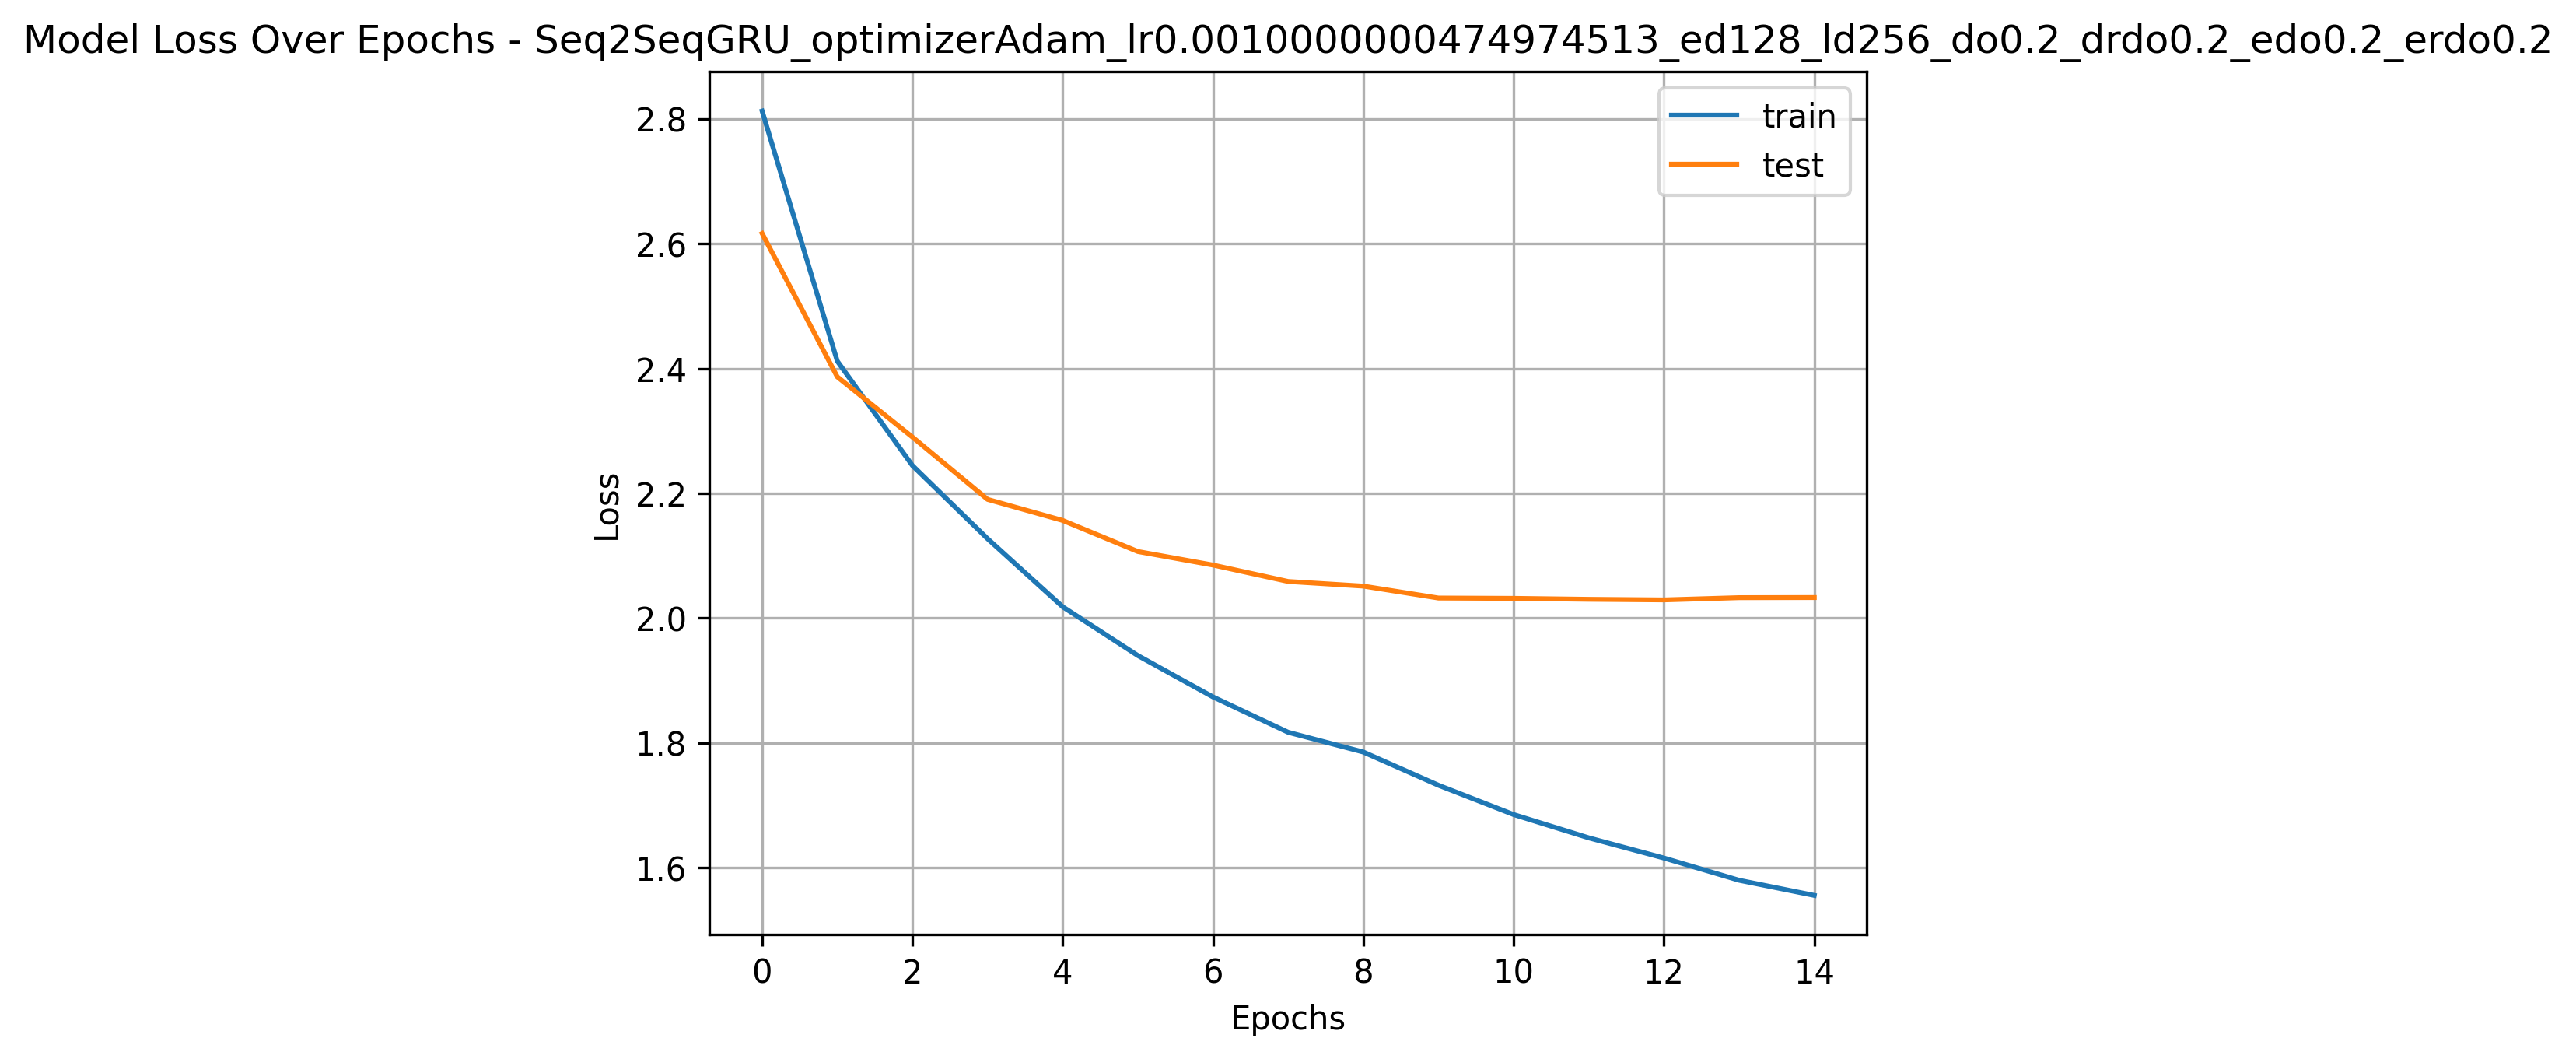 Model Loss Over Epochs - Seq2SeqGRU_optimizerAdam_lr0.0010000000474974513_ed128_ld256_do0.2_drdo0.2_edo0.2_erdo0.2
train
test
2.8
2.6
2.4
2.2
2.0
1.8
1.6
Loss
0 2 4 6 8 10 12 14
Epochs